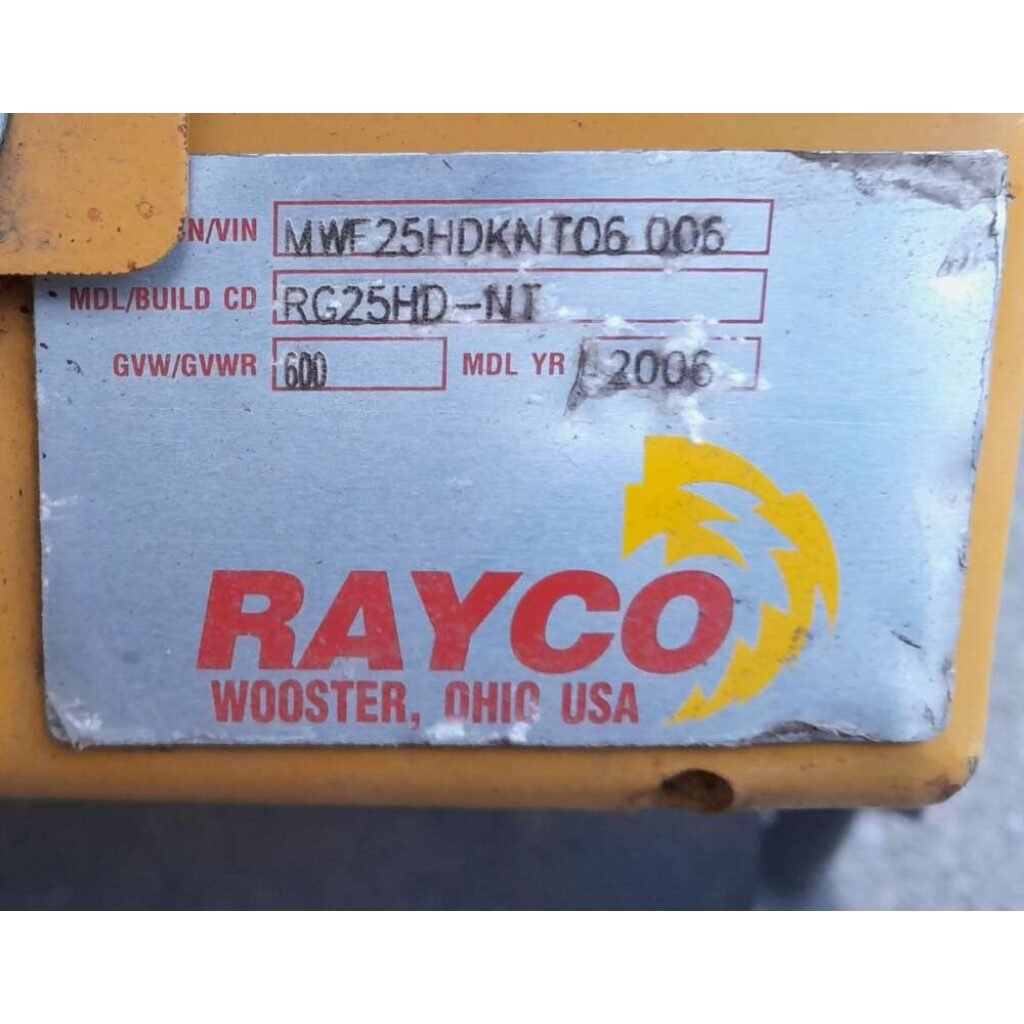 N/VIN MWF25HDKNT06 006
MDL/BUILD CD RG25HD-NT
GVW/GVWR 600 MDL YR 2006
RAYCO
WOOSTER, OHIO USA